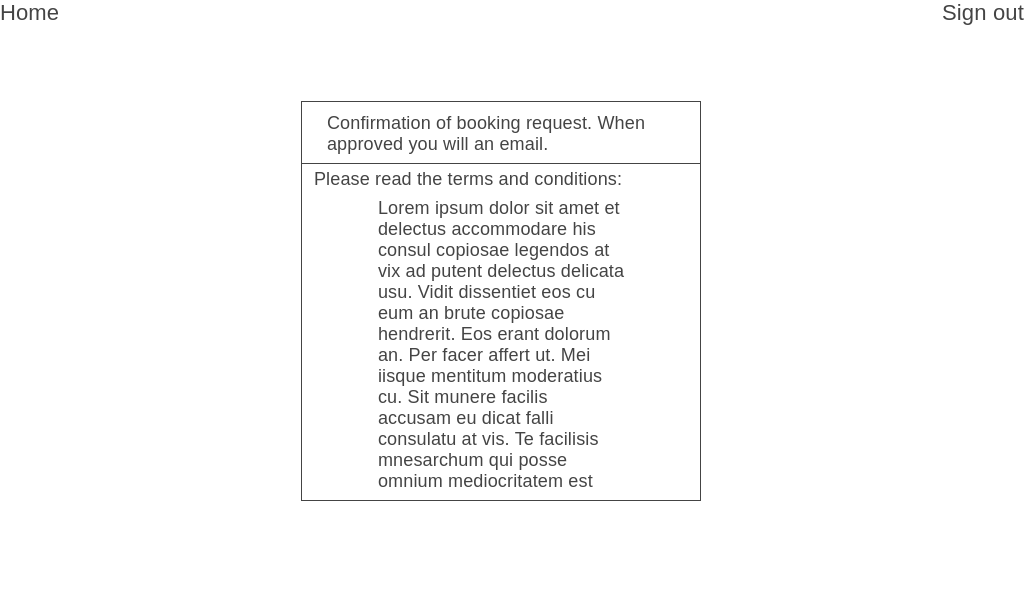 Home
Sign out
Confirmation of booking request. When
approved you will an email.
Please read the terms and conditions:
Lorem ipsum dolor sit amet et
delectus accommodare his
consul copiosae legendos at
vix ad putent delectus delicata
usu. Vidit dissentiet eos cu
eum an brute copiosae
hendrerit. Eos erant dolorum
an. Per facer affert ut. Mei
iisque mentitum moderatius
cu. Sit munere facilis
accusam eu dicat falli
consulatu at vis. Te facilisis
mnesarchum qui posse
omnium mediocritatem est